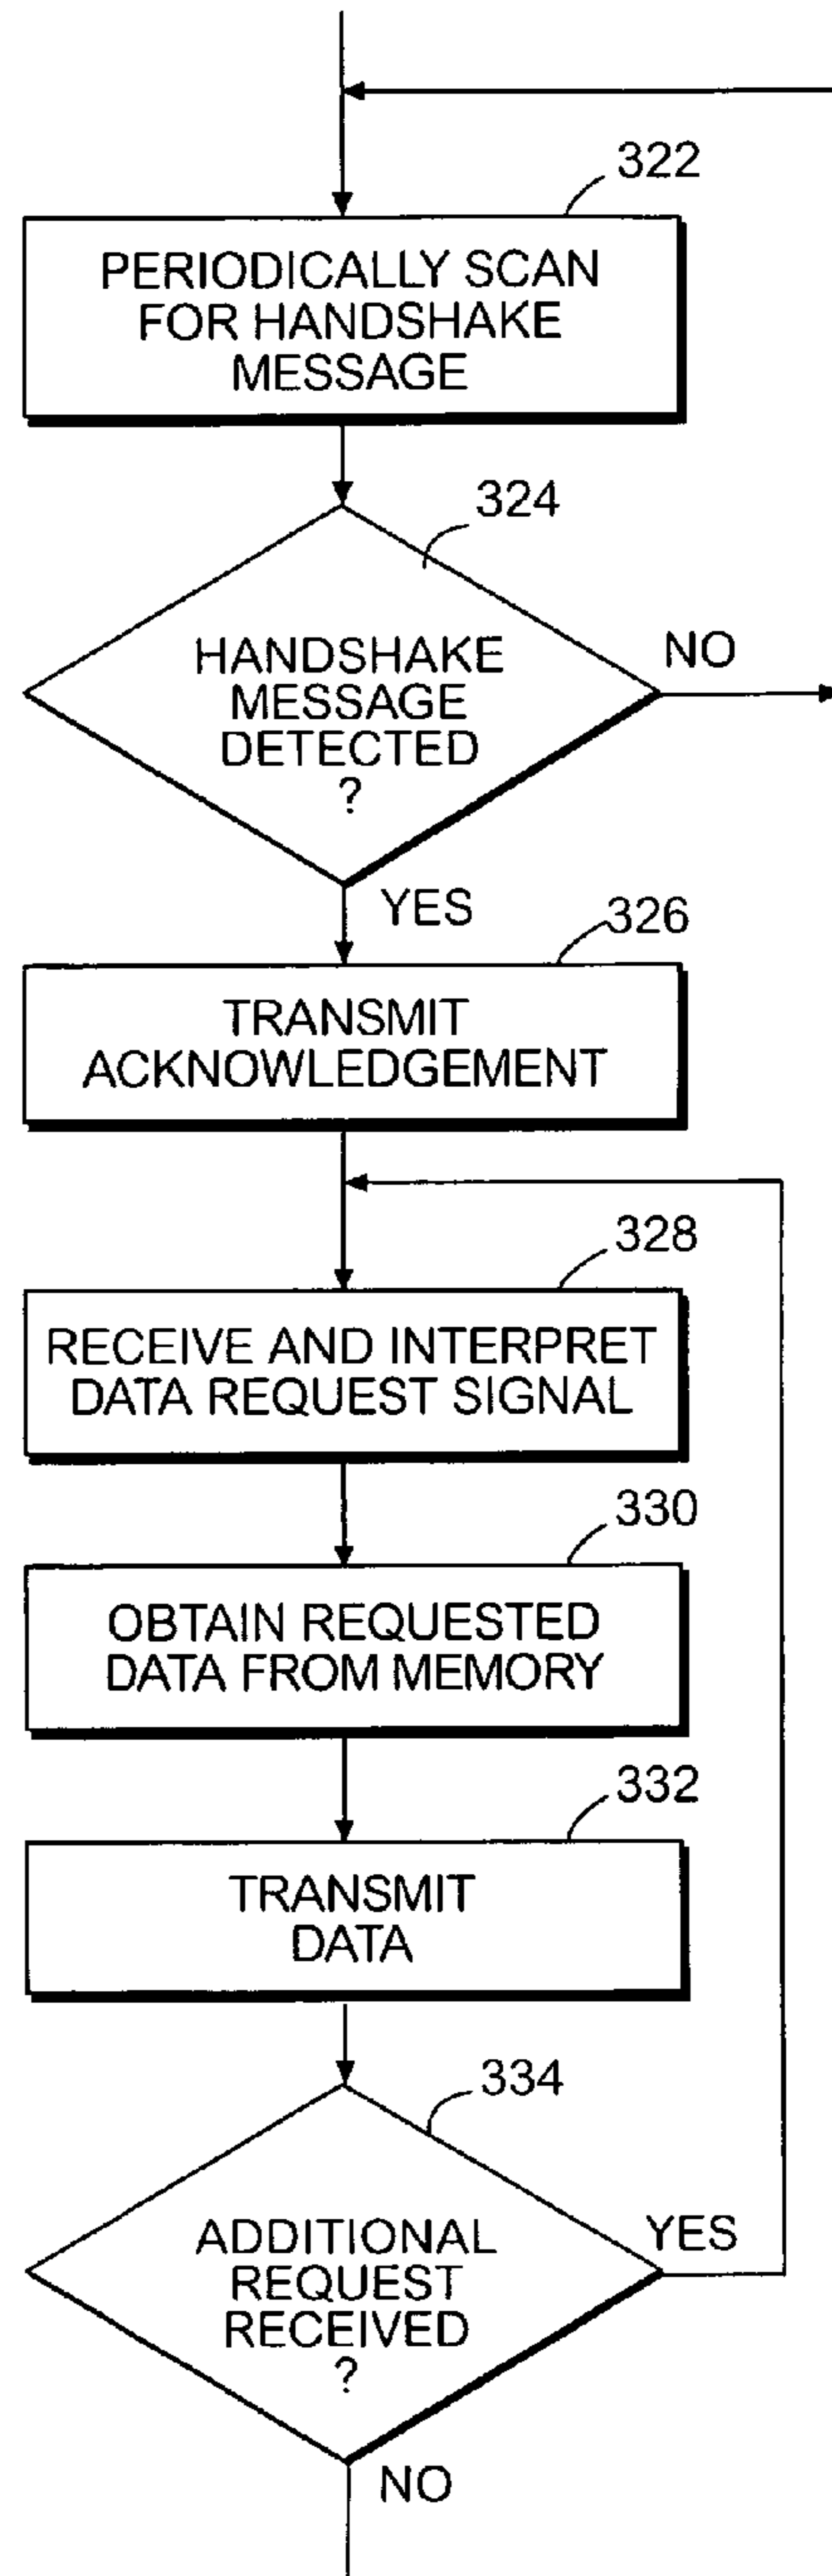 322
PERIODICALLY SCAN
FOR HANDSHAKE
MESSAGE
324
HANDSHAKE
MESSAGE
DETECTED
?
NO
YES
326
TRANSMIT
ACKNOWLEDGEMENT
328
RECEIVE AND INTERPRET
DATA REQUEST SIGNAL
330
OBTAIN REQUESTED
DATA FROM MEMORY
332
TRANSMIT
DATA
334
ADDITIONAL
REQUEST
RECEIVED
?
YES
NO